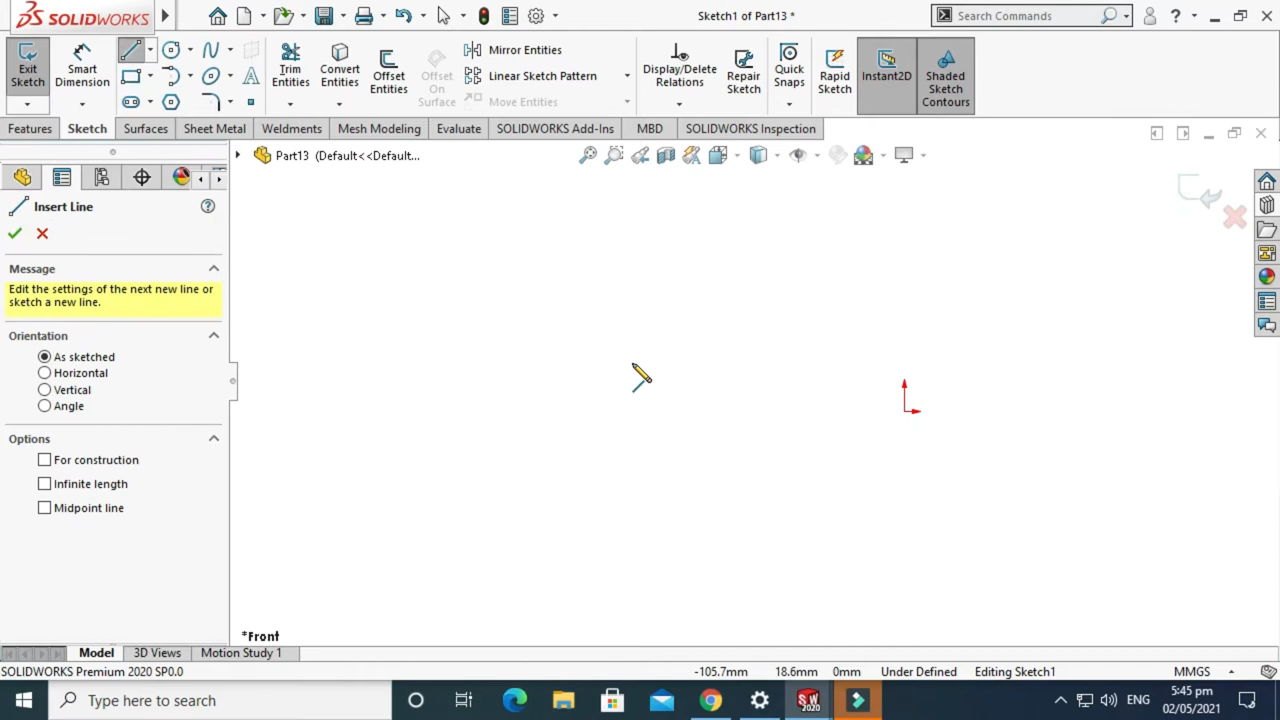 SOLIDWORKS
Sketch1 of Part13 *
Search Commands
Exit Sketch
Smart Dimension
Trim Entities
Convert Entities
Offset Entities
Offset On Surface
Mirror Entities
Linear Sketch Pattern
Move Entities
Display/Delete Relations
Repair Sketch
Quick Snaps
Rapid Sketch
Instant2D
Shaded Sketch Contours
Features
Sketch
Surfaces
Sheet Metal
Weldments
Mesh Modeling
Evaluate
SOLIDWORKS Add-Ins
MBD
SOLIDWORKS Inspection
Part13 (Default<<Default...
Insert Line
Message
Edit the settings of the next new line or
sketch a new line.
Orientation
As sketched
Horizontal
Vertical
Angle
Options
For construction
Infinite length
Midpoint line
*Front
Model
3D Views
Motion Study 1
SOLIDWORKS Premium 2020 SP0.0
-105.7mm
18.6mm
0mm
Under Defined
Editing Sketch1
MMGS
Type here to search
SW
2020
ENG
5:45 pm
02/05/2021